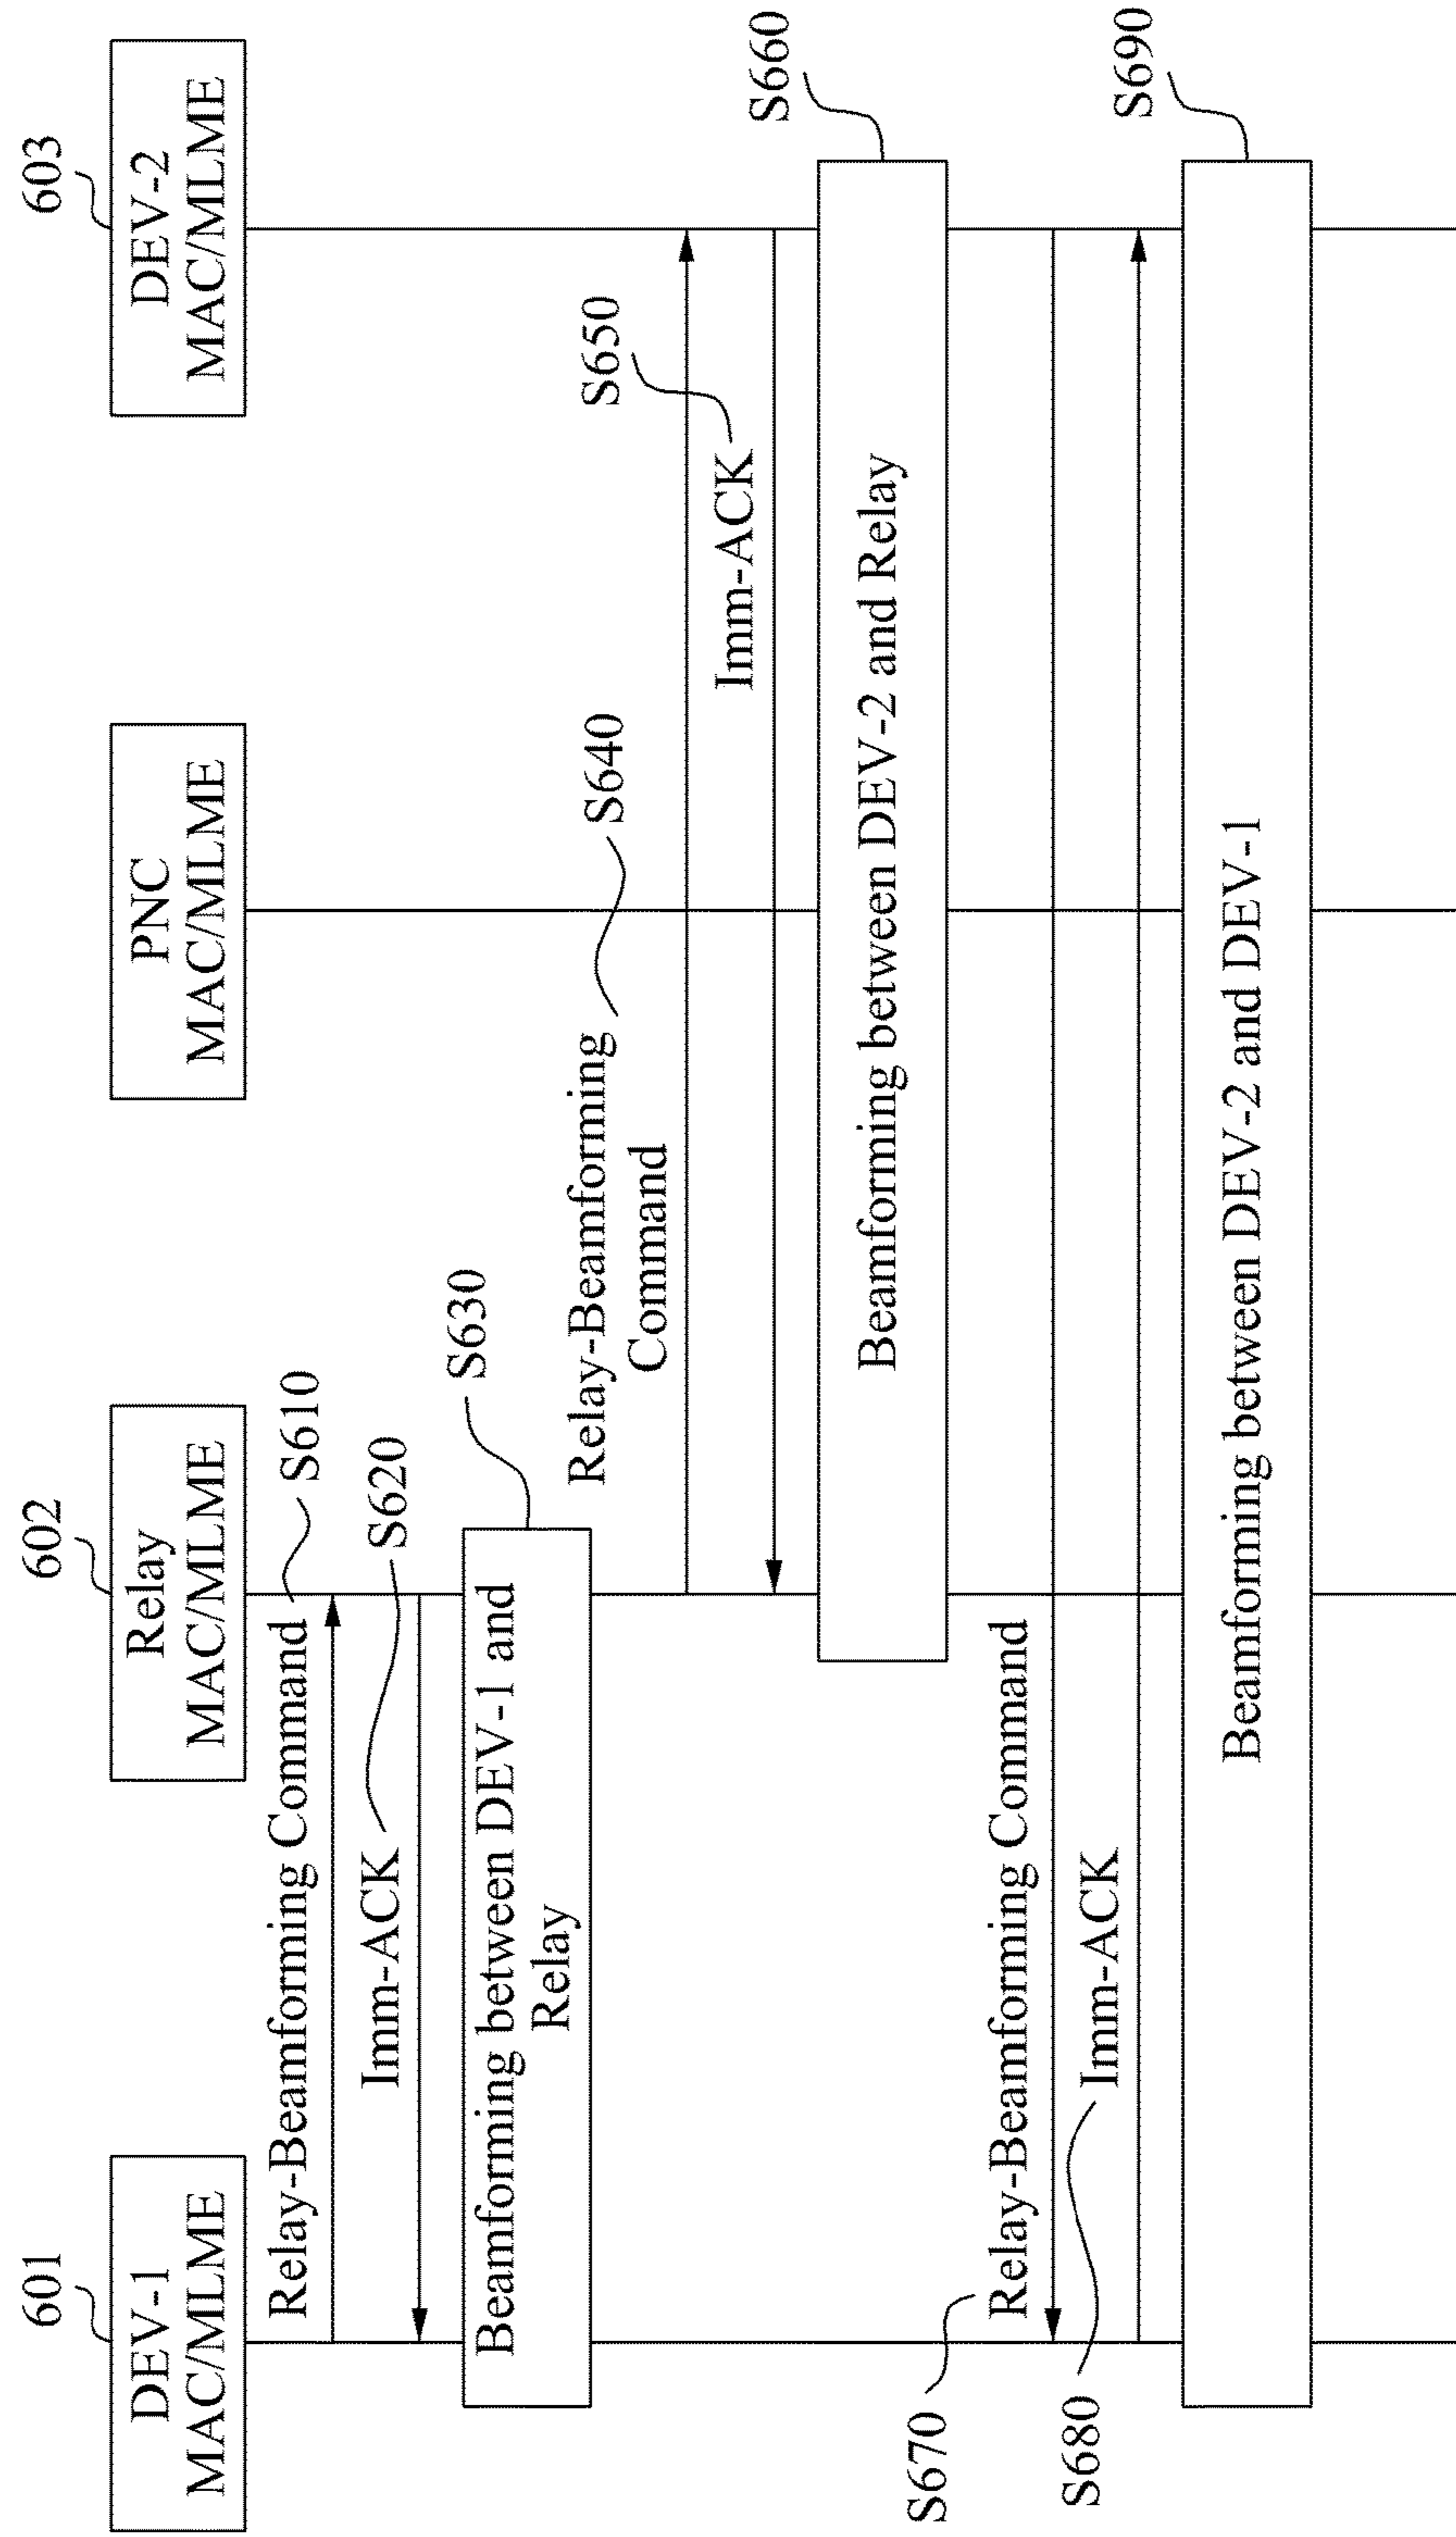 601
DEV-1
MAC/MLME
602
Relay
MAC/MLME
PNC
MAC/MLME
603
DEV-2
MAC/MLME
Relay-Beamforming Command
S610
Imm-ACK
S620
Beamforming between DEV-1 and
Relay
S630
Relay-Beamforming
Command
S640
Imm-ACK
S650
Beamforming between DEV-2 and Relay
S660
S670
Relay-Beamforming Command
S680
Imm-ACK
Beamforming between DEV-2 and DEV-1
S690